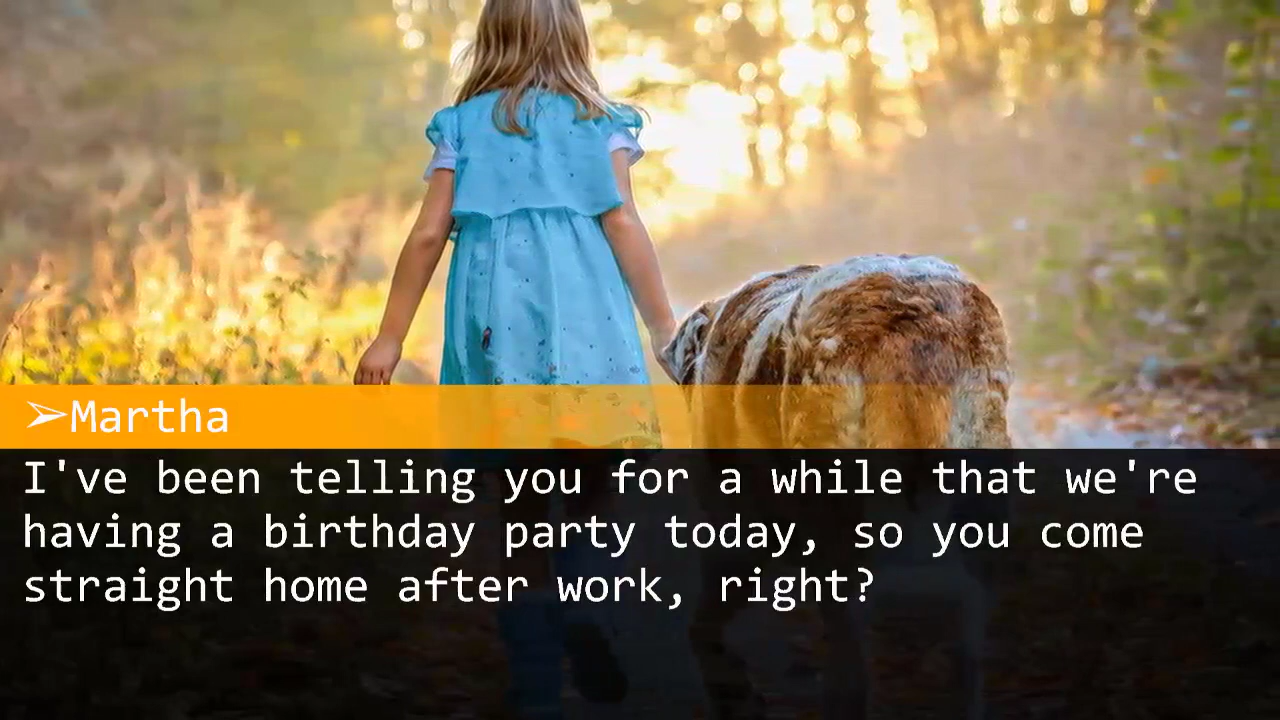 ➢Martha
I've been telling you for a while that we're
having a birthday party today, so you come
straight home after work, right?